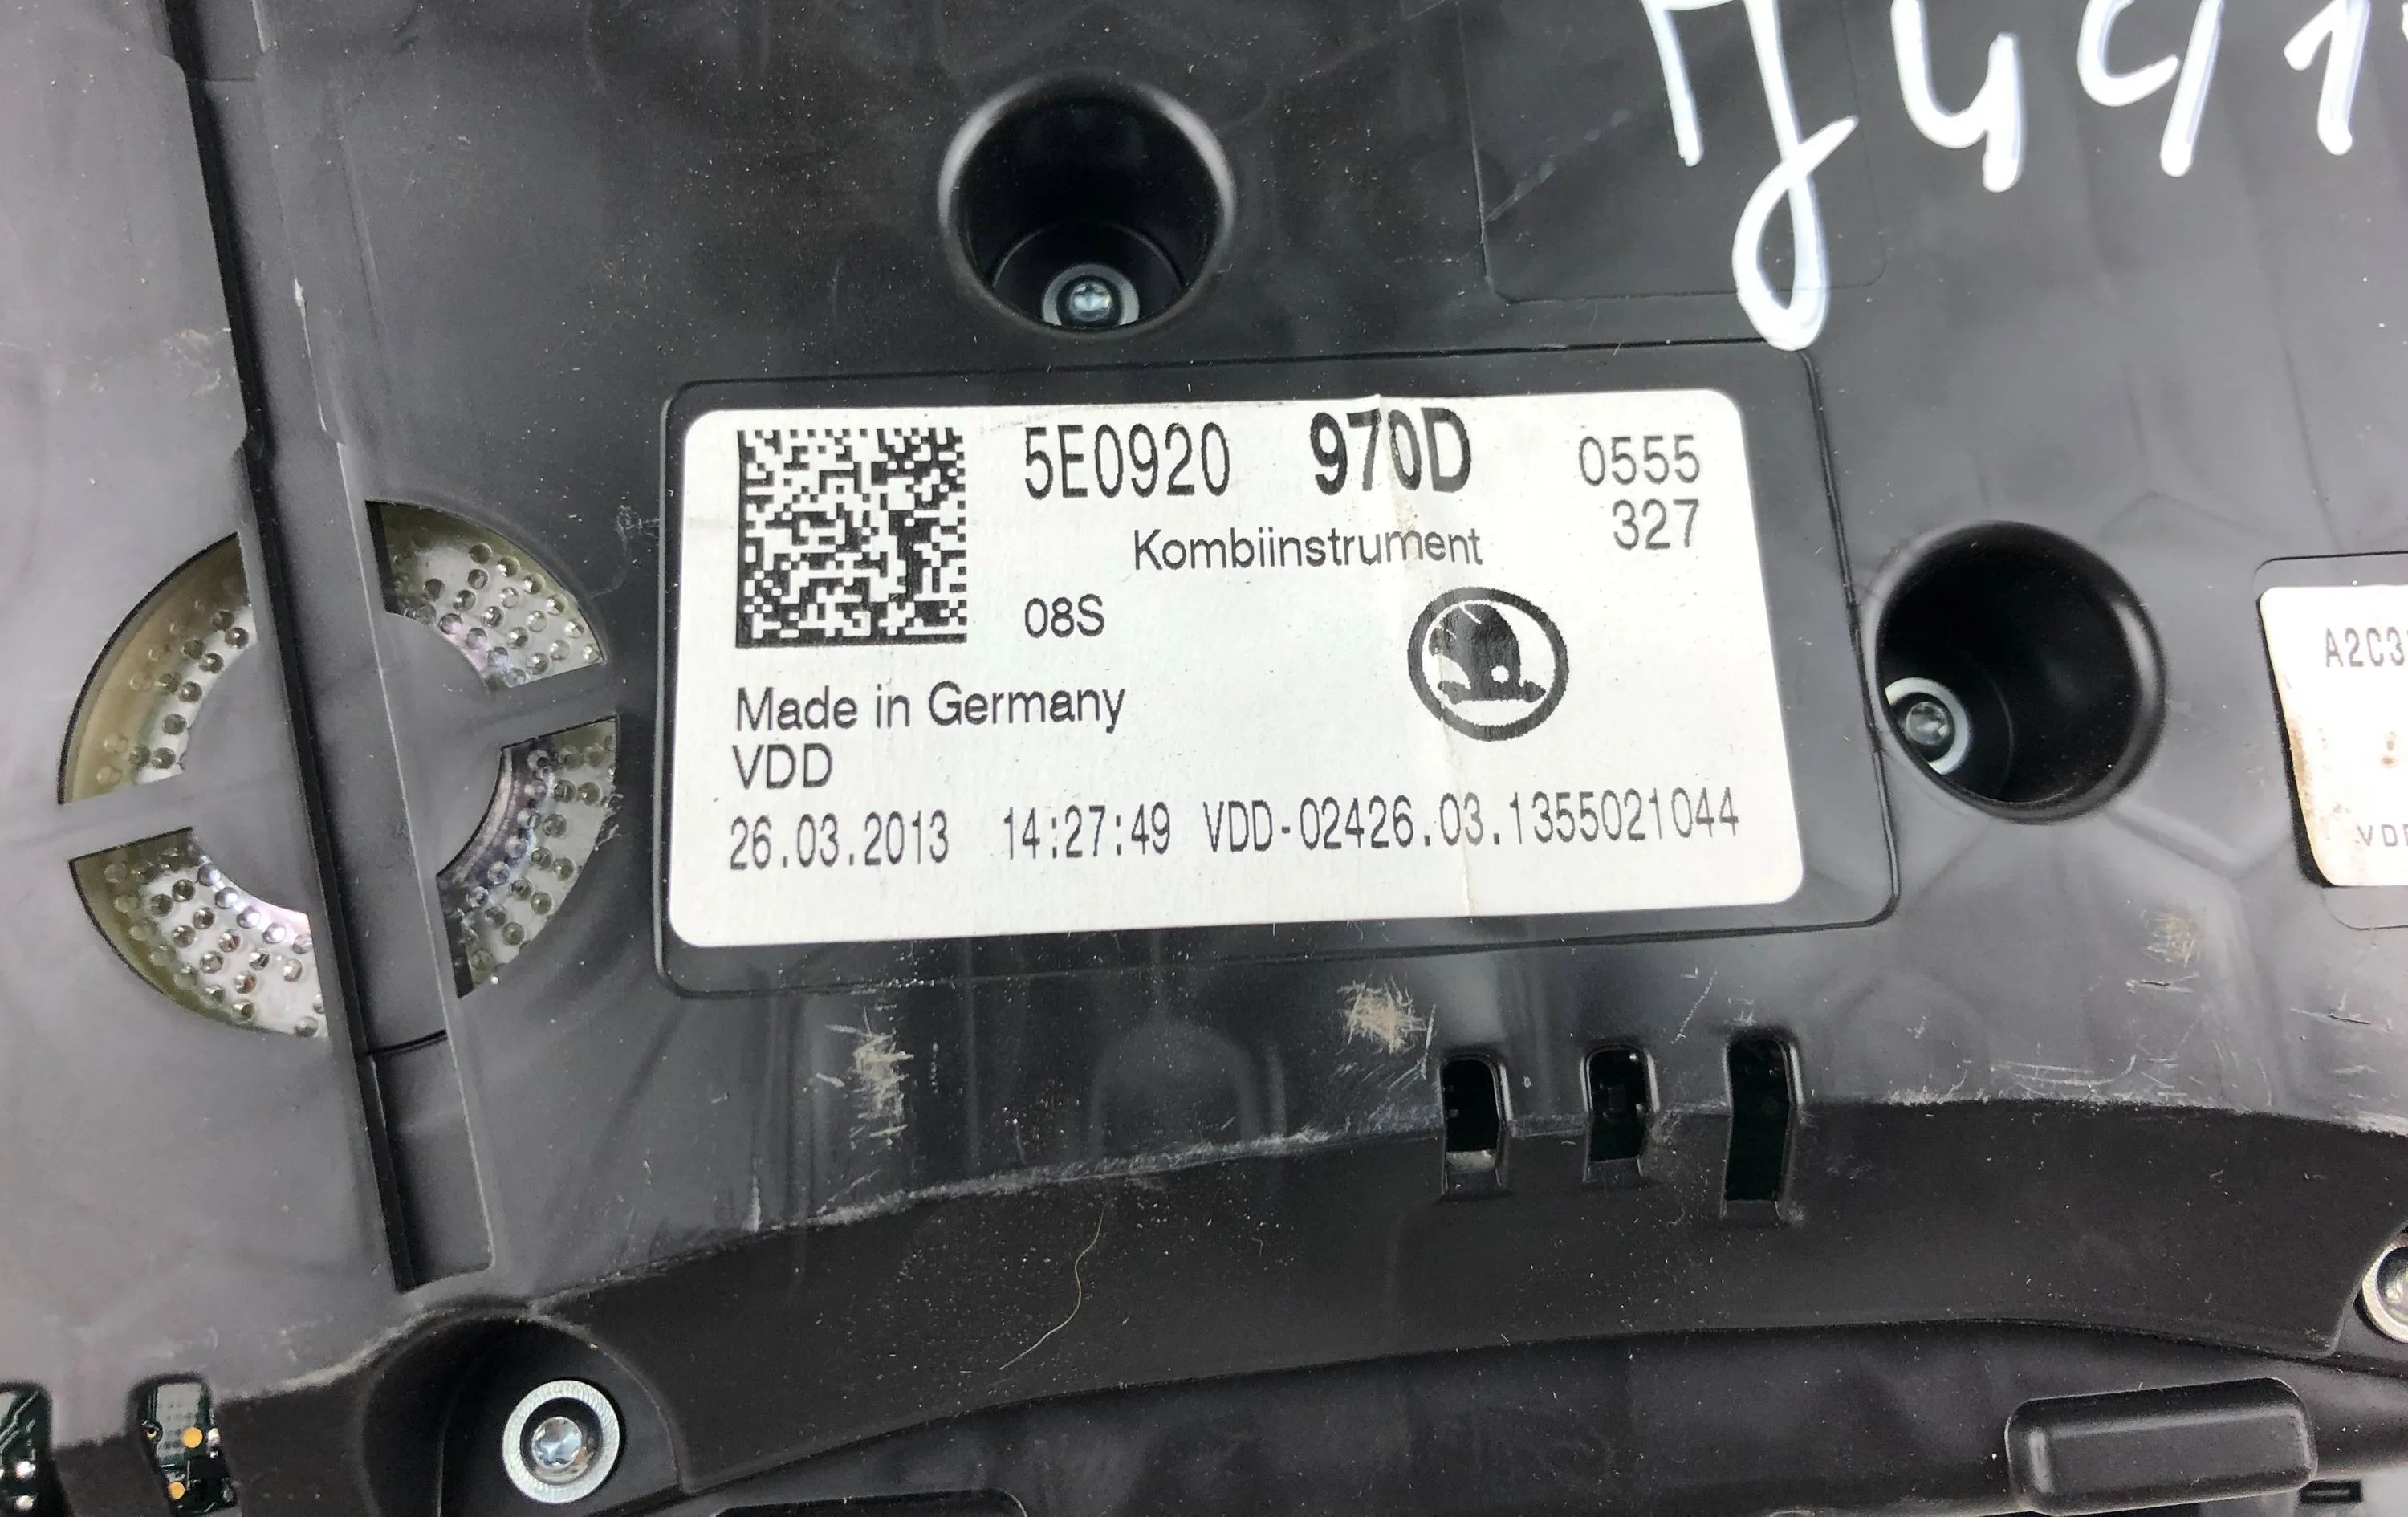 5E0920 970D 0555
327
Kombiinstrument
08S
Made in Germany
VDD
26.03.2013 14:27:49 VDD-02426.03.1355021044
A2C3